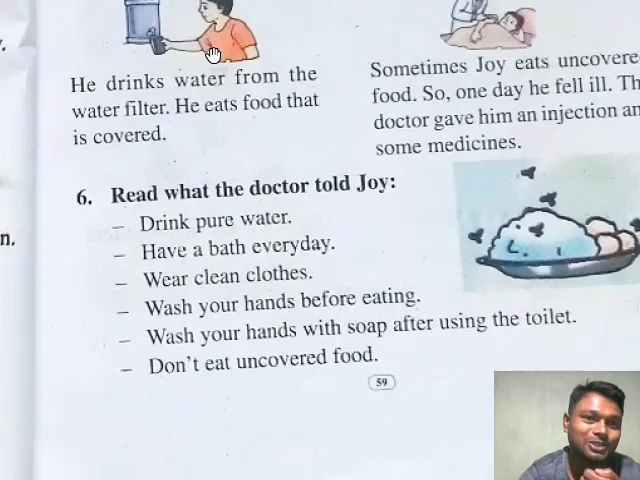 He drinks water from the
water filter. He eats food that
is covered.
Sometimes Joy eats
food. So, one day he fell ill.
doctor gave him an injection
some medicines.
6. Read what the doctor told Joy:
– Drink pure water.
– Have a bath everyday.
– Wear clean clothes.
– Wash your hands before eating.
– Wash your hands with soap after using the toilet.
– Don't eat uncovered food.
59